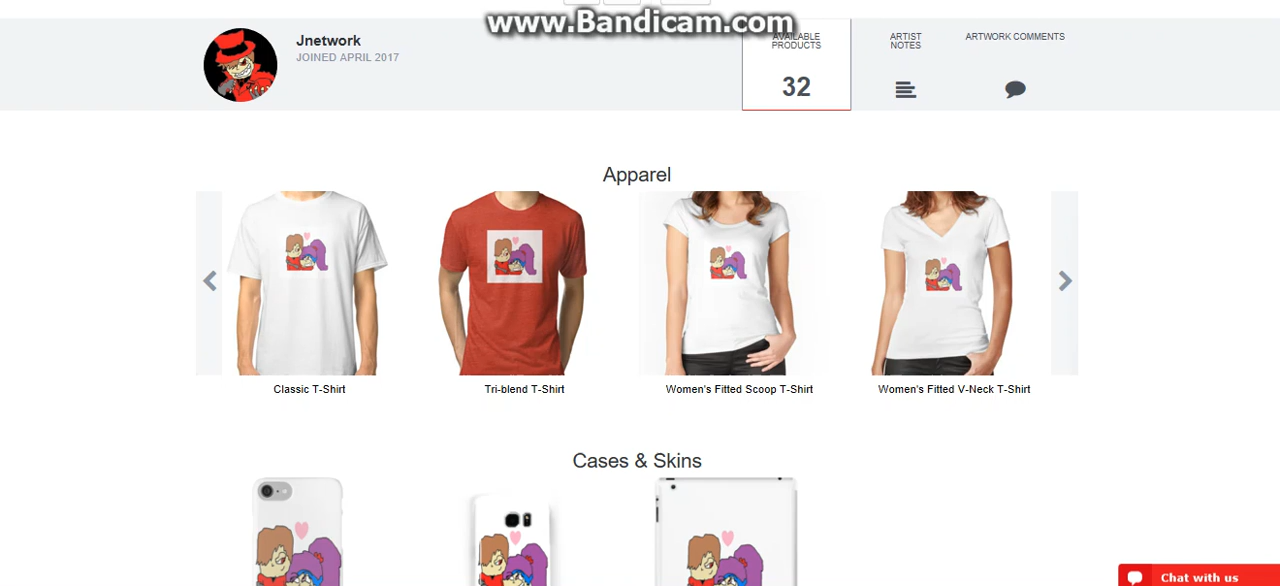 www.Bandicam.com
Jnetwork
JOINED APRIL 2017
AVAILABLE
PRODUCTS
32
ARTIST
NOTES
ARTWORK COMMENTS
Apparel
Classic T-Shirt
Tri-blend T-Shirt
Women's Fitted Scoop T-Shirt
Women's Fitted V-Neck T-Shirt
Cases & Skins
Chat with us